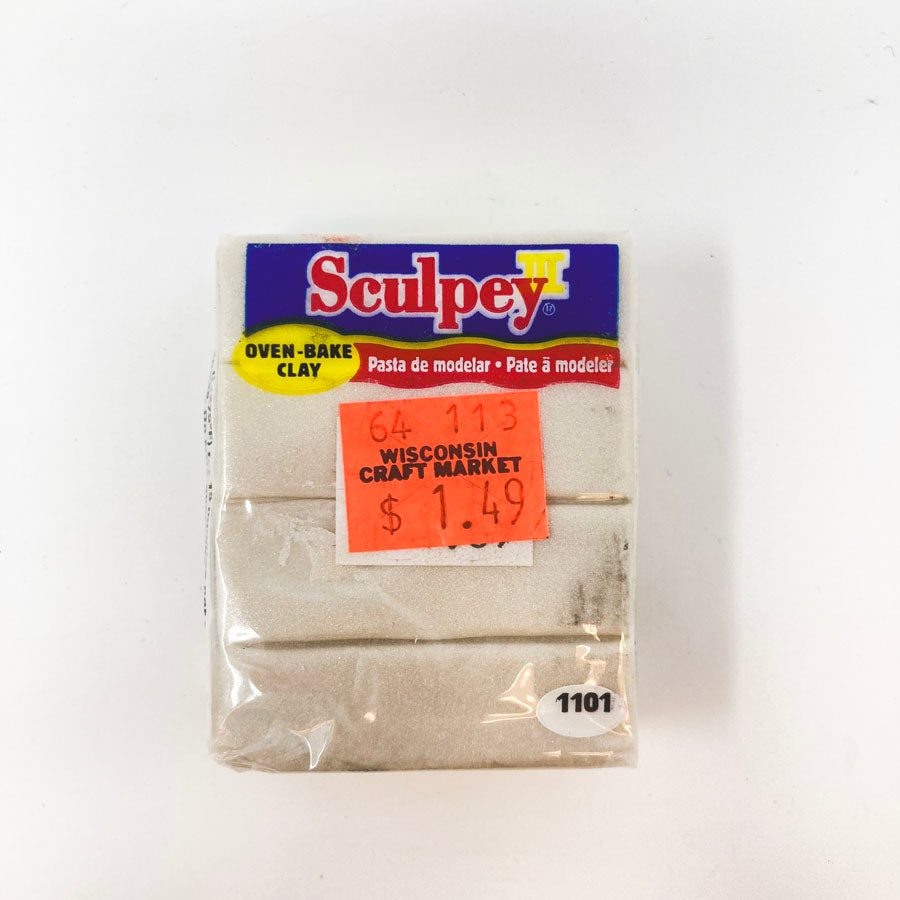 Sculpey III
OVEN-BAKE
CLAY
Pasta de modelar • Pate ä modeler
64 113
WISCONSIN
CRAFT MARKET
$ 1.49
1101